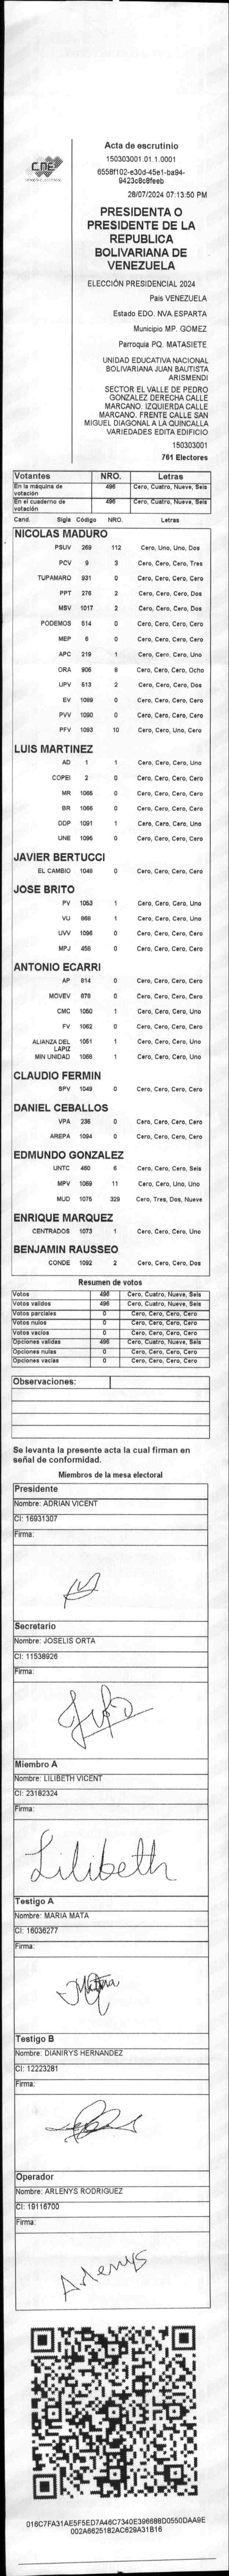 CNE
Acta de escrutinio
150303001.01.1.0001
6558f102-e30d-45e1-ba94-
9423c8c8feeb
28/07/2024 07:13:50 PM
PRESIDENTA O
PRESIDENTE DE LA
REPUBLICA
BOLIVARIANA DE
VENEZUELA
ELECCIÓN PRESIDENCIAL 2024
País VENEZUELA
Estado EDO. NVA.ESPARTA
Municipio MP. GOMEZ
Parroquia PQ. MATASIETE
UNIDAD EDUCATIVA NACIONAL
BOLIVARIANA JUAN BAUTISTA
ARISMENDI
SECTOR EL VALLE DE PEDRO
GONZALEZ DERECHA CALLE
MARCANO. IZQUIERDA CALLE
MARCANO. FRENTE CALLE SAN
MIGUEL DIAGONAL A LA QUINCALLA
VARIEDADES EDITA EDIFICIO
150303001
761 Electores
Votantes NRO. Letras
En la máquina de votación 496 Cero, Cuatro, Nueve, Seis
En el cuaderno de votación 496 Cero, Cuatro, Nueve, Seis
Cand. Sigla Código NRO. Letras
NICOLAS MADURO
PSUV 269 112 Cero, Uno, Uno, Dos
PCV 9 3 Cero, Cero, Cero, Tres
TUPAMARO 931 0 Cero, Cero, Cero, Cero
PPT 276 2 Cero, Cero, Cero, Dos
MSV 1017 2 Cero, Cero, Cero, Dos
PODEMOS 514 0 Cero, Cero, Cero, Cero
MEP 6 0 Cero, Cero, Cero, Cero
APC 219 1 Cero, Cero, Cero, Uno
ORA 906 8 Cero, Cero, Cero, Ocho
UPV 613 2 Cero, Cero, Cero, Dos
EV 1089 0 Cero, Cero, Cero, Cero
PVV 1090 0 Cero, Cero, Cero, Cero
PFV 1093 10 Cero, Cero, Uno, Cero
LUIS MARTINEZ
AD 1 1 Cero, Cero, Cero, Uno
COPEI 2 0 Cero, Cero, Cero, Cero
MR 1065 0 Cero, Cero, Cero, Cero
BR 1066 0 Cero, Cero, Cero, Cero
DDP 1091 1 Cero, Cero, Cero, Uno
UNE 1095 0 Cero, Cero, Cero, Cero
JAVIER BERTUCCI
EL CAMBIO 1048 0 Cero, Cero, Cero, Cero
JOSE BRITO
PV 1053 1 Cero, Cero, Cero, Uno
VU 868 1 Cero, Cero, Cero, Uno
UVV 1096 0 Cero, Cero, Cero, Cero
MPJ 458 0 Cero, Cero, Cero, Cero
ANTONIO ECARRI
AP 814 0 Cero, Cero, Cero, Cero
MOVEV 878 0 Cero, Cero, Cero, Cero
CMC 1050 1 Cero, Cero, Cero, Uno
FV 1062 0 Cero, Cero, Cero, Cero
ALIANZA DEL LAPIZ 1051 1 Cero, Cero, Cero, Uno
MIN UNIDAD 1068 1 Cero, Cero, Cero, Uno
CLAUDIO FERMIN
SPV 1049 0 Cero, Cero, Cero, Cero
DANIEL CEBALLOS
VPA 236 0 Cero, Cero, Cero, Cero
AREPA 1094 0 Cero, Cero, Cero, Cero
EDMUNDO GONZALEZ
UNTC 460 6 Cero, Cero, Cero, Seis
MPV 1069 11 Cero, Cero, Uno, Uno
MUD 1075 329 Cero, Tres, Dos, Nueve
ENRIQUE MARQUEZ
CENTRADOS 1073 1 Cero, Cero, Cero, Uno
BENJAMIN RAUSSEO
CONDE 1092 2 Cero, Cero, Cero, Dos
Resumen de votos
Votos 496 Cero, Cuatro, Nueve, Seis
Votos validos 496 Cero, Cuatro, Nueve, Seis
Votos parciales 0 Cero, Cero, Cero, Cero
Votos nulos 0 Cero, Cero, Cero, Cero
Votos vacios 0 Cero, Cero, Cero, Cero
Opciones validas 496 Cero, Cuatro, Nueve, Seis
Opciones nulas 0 Cero, Cero, Cero, Cero
Opciones vacias 0 Cero, Cero, Cero, Cero
Observaciones:
Se levanta la presente acta la cual firman en
señal de conformidad.
Miembros de la mesa electoral
Presidente
Nombre: ADRIAN VICENT
CI: 16931307
Firma:
Secretario
Nombre: JOSELIS ORTA
CI: 11538926
Firma:
Miembro A
Nombre: LILIBETH VICENT
CI: 23182324
Firma:
Lilibeth
Testigo A
Nombre: MARIA MATA
CI: 16036277
Firma:
Testigo B
Nombre: DIANIRYS HERNANDEZ
CI: 12223281
Firma:
Operador
Nombre: ARLENYS RODRIGUEZ
CI: 19116700
Firma:
Arlenys
016C7FA31AE5F5ED7A46C7340E396688D0550DAA9E
002A6625182AC629A31B16